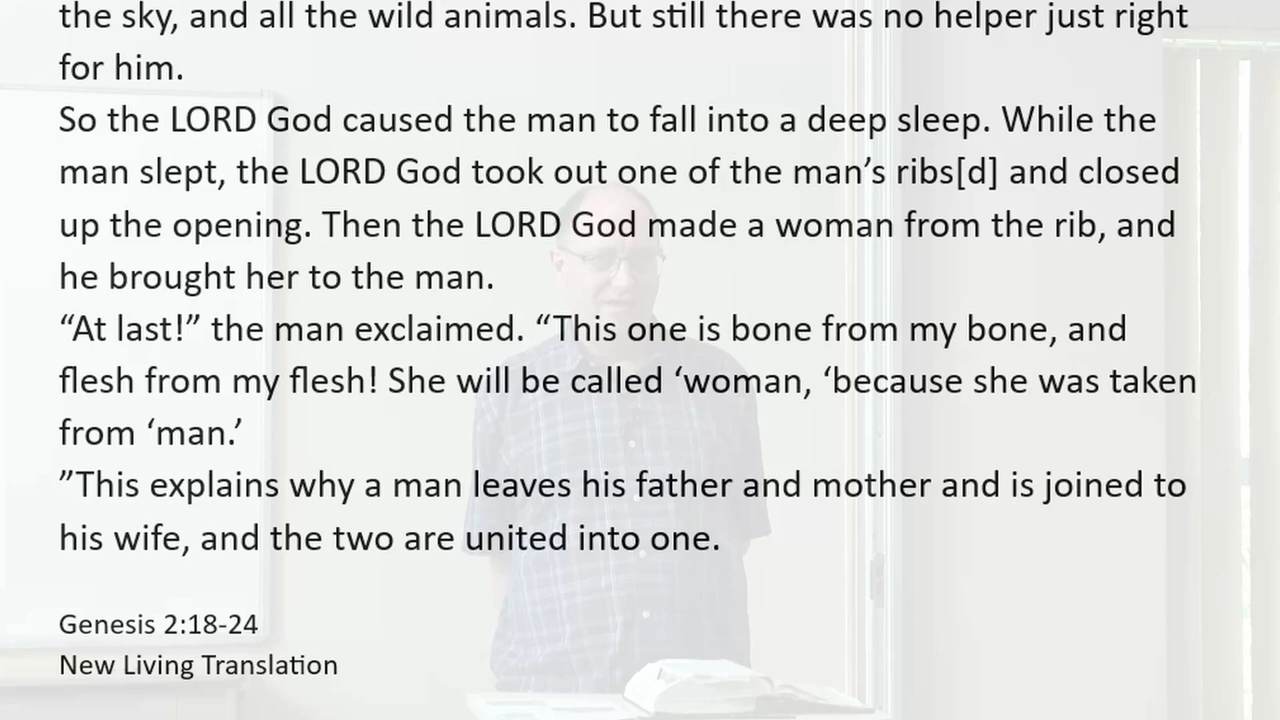 the sky, and all the wild animals. But still there was no helper just right
for him.
So the LORD God caused the man to fall into a deep sleep. While the
man slept, the LORD God took out one of the man’s ribs[d] and closed
up the opening. Then the LORD God made a woman from the rib, and
he brought her to the man.
“At last!” the man exclaimed. “This one is bone from my bone, and
flesh from my flesh! She will be called ‘woman, ‘because she was taken
from ‘man.’
”This explains why a man leaves his father and mother and is joined to
his wife, and the two are united into one.
Genesis 2:18-24
New Living Translation